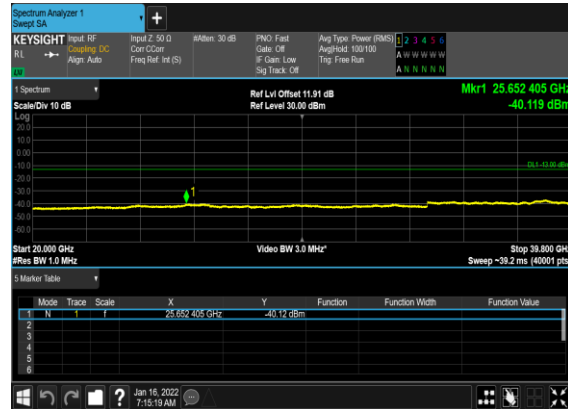 Spectrum Analyzer 1
Swept SA
+
KEYSIGHT Input: RF Input Z: 50 Ω #Atten: 30 dB PNO: Fast Avg Type: Power (RMS) 1 2 3 4 5 6
RL Coupling: DC Corr CCorr Gate: Off Avg|Hold: 100/100 A W W W W W
Align: Auto Freq Ref: Int (S) IF Gain: Low Trig: Free Run
LW Sig Track: Off A N N N N N
1 Spectrum Ref Lvl Offset 11.91 dB Mkr1 25.652 405 GHz
Scale/Div 10 dB Ref Level 30.00 dBm -40.119 dBm
Log
20.0
10.0
0.00
-10.0 DL1 -13.00 dBm
-20.0
-30.0
-40.0 1
-50.0
-60.0
Start 20.000 GHz Video BW 3.0 MHz* Stop 39.800 GHz
#Res BW 1.0 MHz Sweep ~39.2 ms (40001 pts)
5 Marker Table
Mode Trace Scale X Y Function Function Width Function Value
1 N 1 f 25.652 405 GHz -40.12 dBm
2
3
4
5
6
? Jan 16, 2022
7:15:19 AM